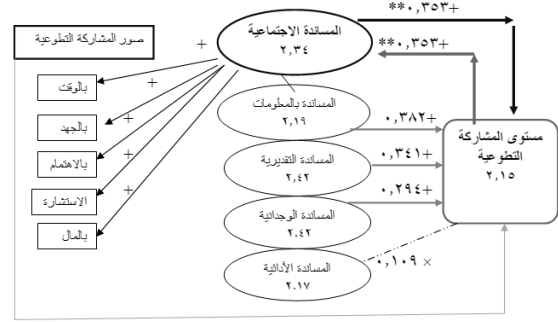 صور المشاركة التطوعية
بالوقت
بالجهد
بالاهتمام
الاستشارة
بالمال
+
+
+
+
+
المساندة الاجتماعية
٢,٣٤
المساندة بالمعلومات
٢,١٩
المساندة التقديرية
٢,٤٢
المساندة الوجدانية
٢,٤٢
المساندة الأدائية
٢.١٧
**٠,٣٥٣+
**٠,٣٥٣+
٠,٣٨٢+
٠,٣٤١+
٠,٢٩٤+
٠,١٠٩ ×
مستوى المشاركة
التطوعية
٢,١٥